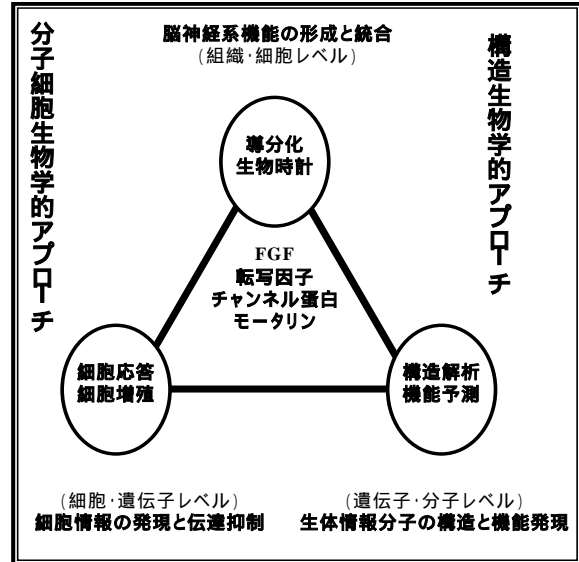 脳神経系機能の形成と統合
(組織・細胞レベル)
分子細胞生物学的アプローチ
構造生物学的アプローチ
導分化
生物時計
FGF
転写因子
チャンネル蛋白
モータリン
細胞応答
細胞増殖
構造解析
機能予測
(細胞・遺伝子レベル)
細胞情報の発現と伝達抑制
(遺伝子・分子レベル)
生体情報分子の構造と機能発現